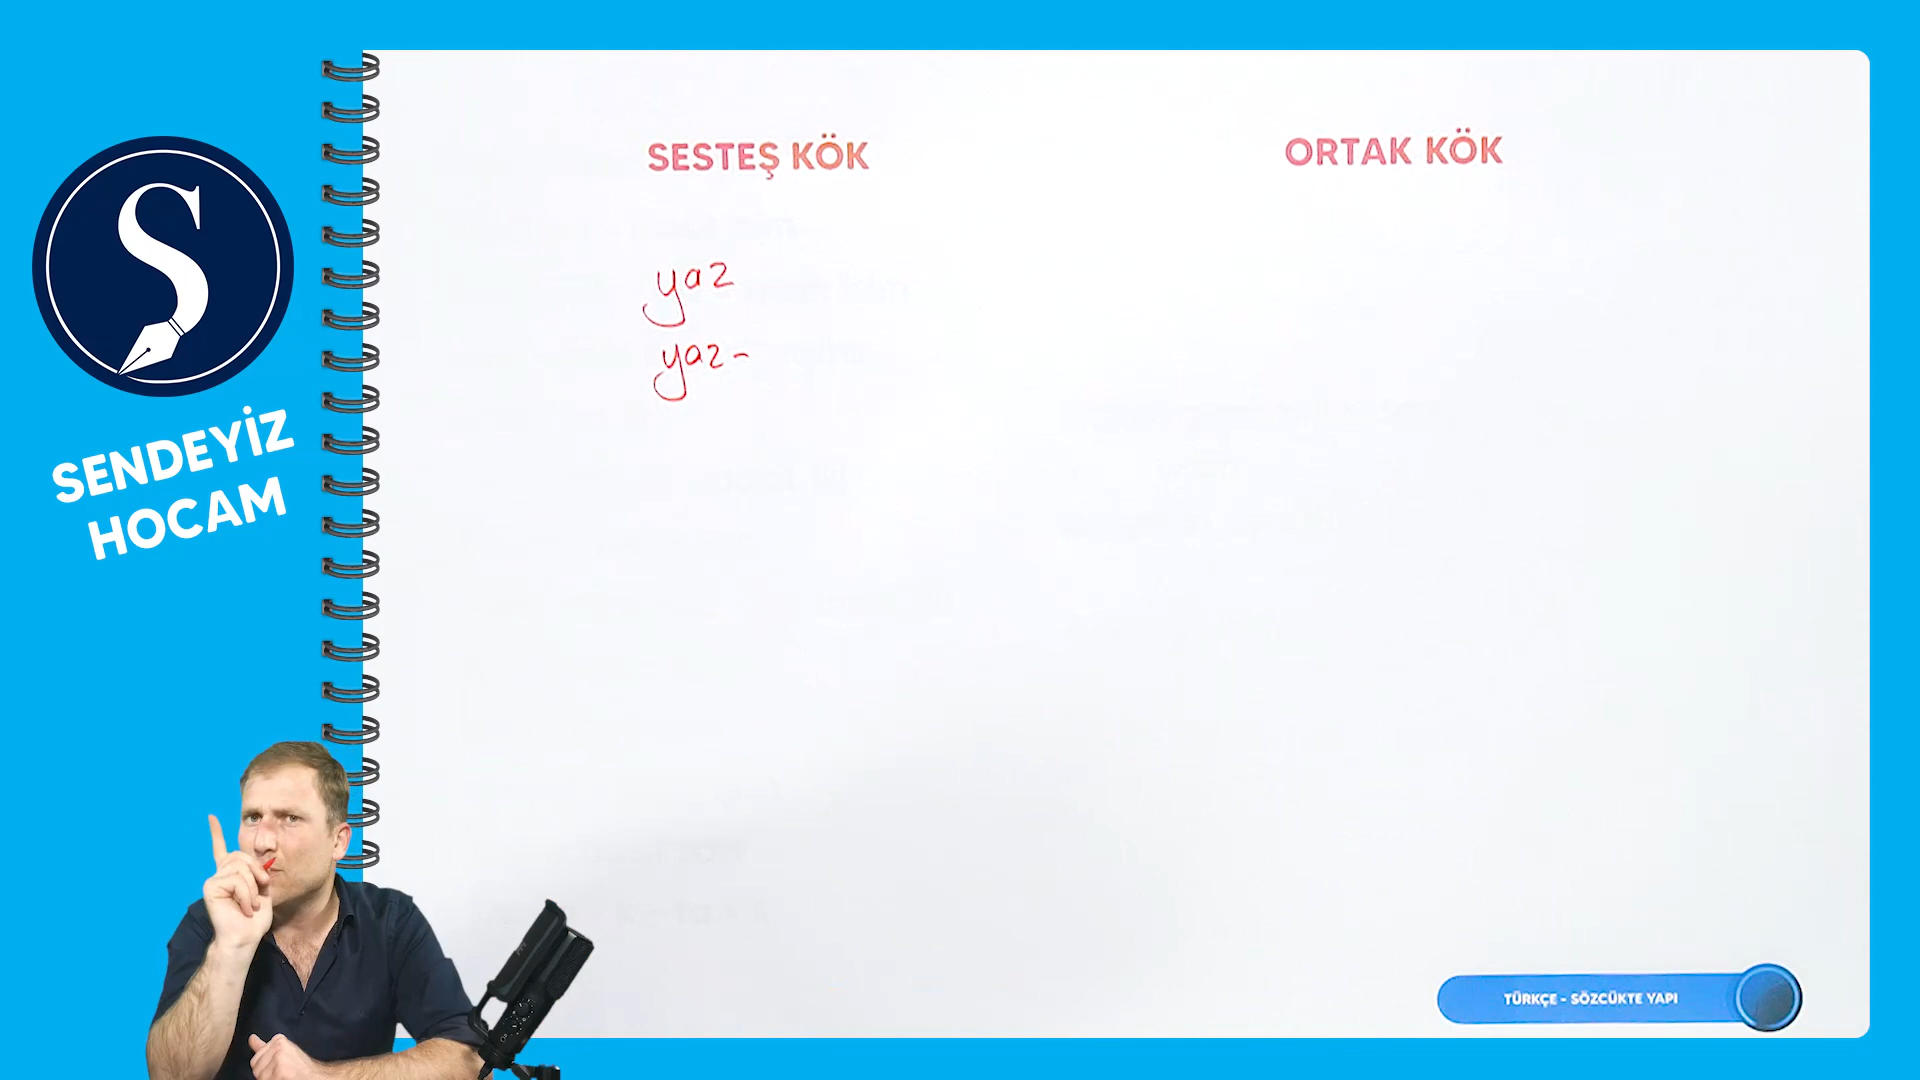 SENDEYİZ
HOCAM
SESTEŞ KÖK
yaz
yaz-
ORTAK KÖK
TÜRKÇE - SÖZCÜKTE YAPI